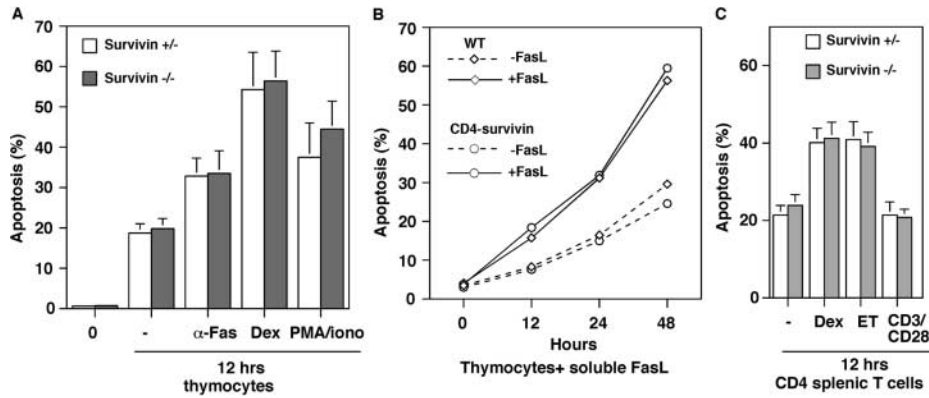 A
70
60
50
40
30
20
10
0
Apoptosis (%)
Survivin +/-
Survivin -/-
0
-
α-Fas
Dex
PMA/iono
12 hrs
thymocytes
B
70
60
50
40
30
20
10
0
Apoptosis (%)
WT
-FasL
+FasL
CD4-survivin
-FasL
+FasL
0
12
24
48
Hours
Thymocytes+ soluble FasL
C
60
40
20
0
Apoptosis (%)
Survivin +/-
Survivin -/-
-
Dex
ET
CD3/
CD28
12 hrs
CD4 splenic T cells